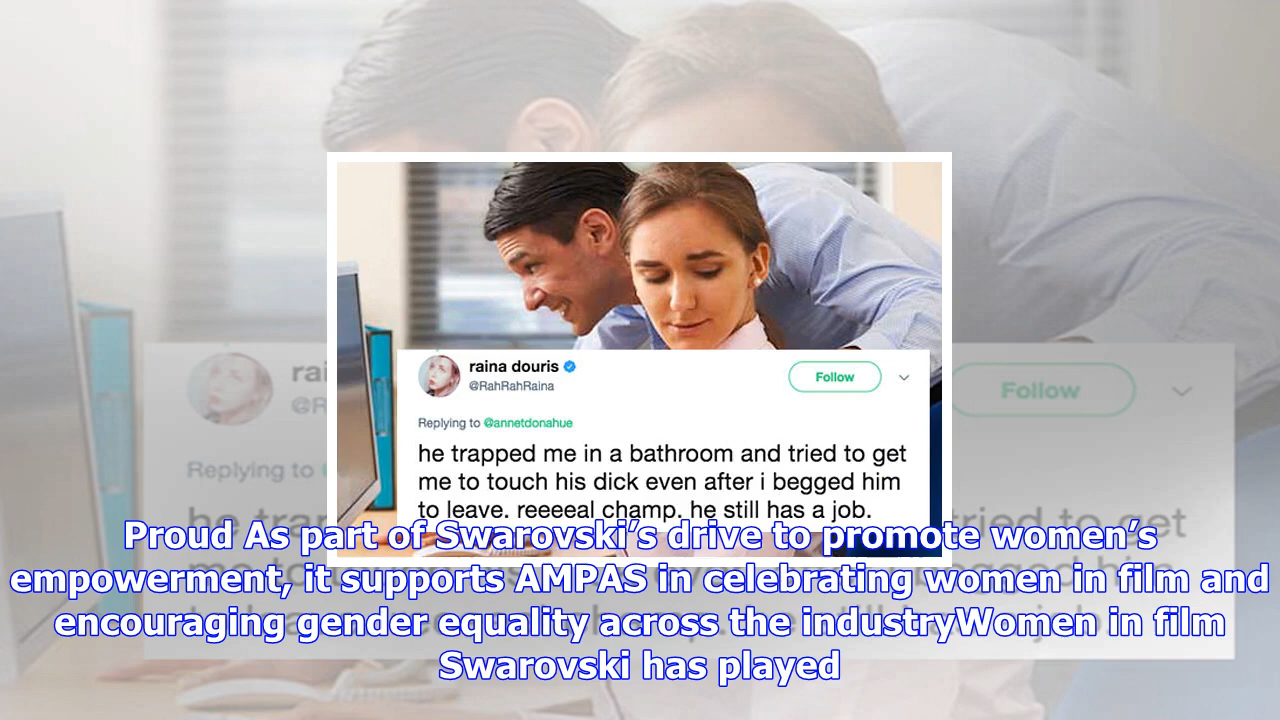 raina douris
@RahRahRaina
Follow
Replying to @annetdonahue
he trapped me in a bathroom and tried to get
me to touch his dick even after i begged him
to leave. reeeeal champ. he still has a job.
Proud As part of Swarovski’s drive to promote women’s
empowerment, it supports AMPAS in celebrating women in film and
encouraging gender equality across the industryWomen in film
Swarovski has played